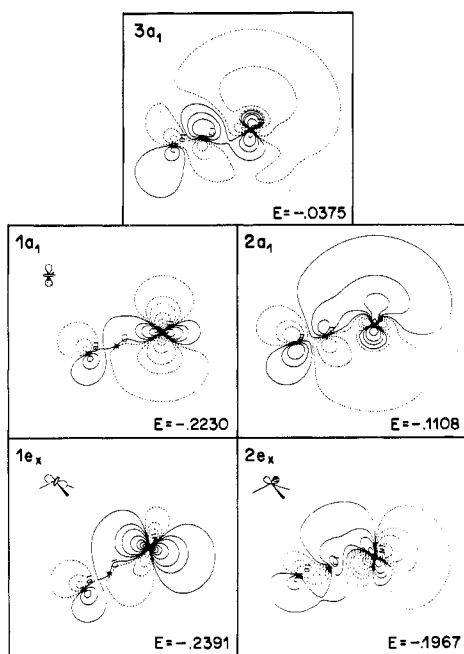 3a₁
E=-.0375
1a₁
E=-.2230
2a₁
E=-.1108
1eₓ
E=-.2391
2eₓ
E=-.1967